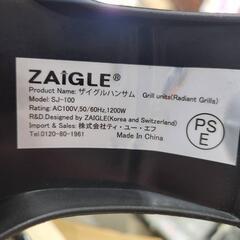 ZAiGLE®
Product Name: ザイグルハンサム Grill units(Radiant Grills)
Model: SJ-100
Rating: AC100V,50/60Hz,1200W
R&D.Designed by ZAIGLE(Korea and Switzerland)
Import & Sales: 株式会社ティ・ユー・エフ
Tel.0120-80-1961 Made In China
PS
E